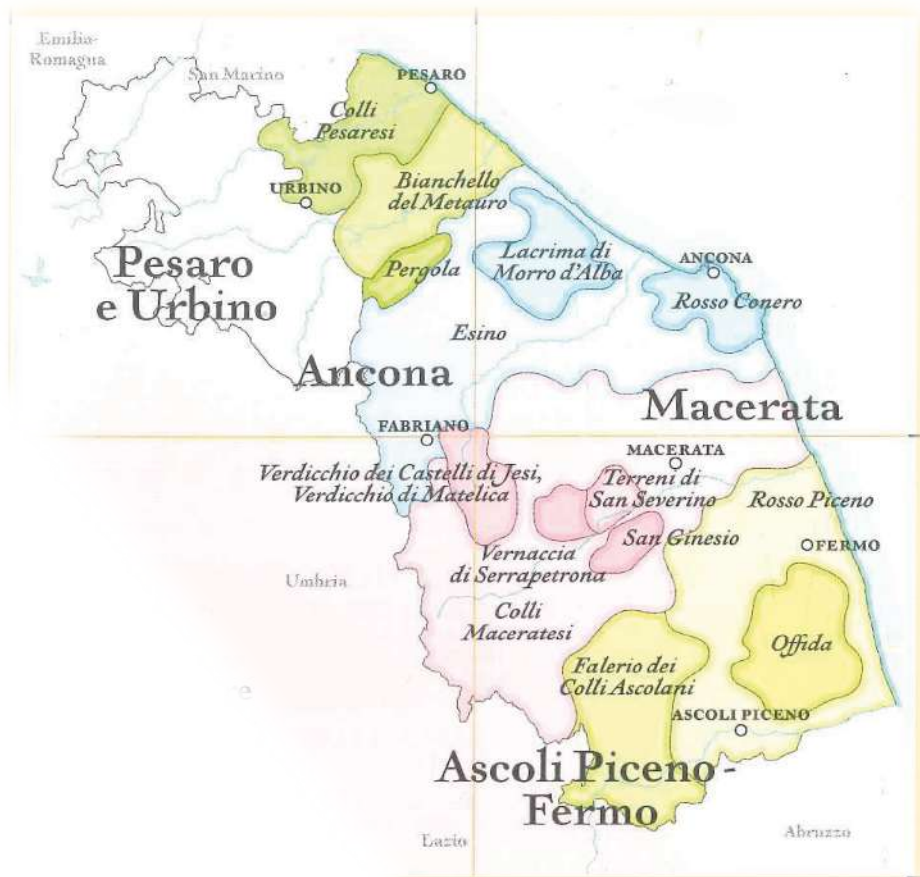 Emilia-
Romagna
San Marino
PESARO
Colli
Pesaresi
URBINO
Bianchello
del Metauro
Pesaro
e Urbino
Pergola
Lacrima di
Morro d'Alba
ANCONA
Rosso Conero
Esino
Ancona
Macerata
FABRIANO
MACERATA
Verdicchio dei Castelli di Jesi,
Verdicchio di Matelica
Terreni di
San Severino
Rosso Piceno
San Ginesio
FERMO
Vernaccia
di Serrapetrona
Umbria
Colli
Maceratesi
Offida
Falerio dei
Colli Ascolani
ASCOLI PICENO
Ascoli Piceno -
Fermo
Lazio
Abruzzo